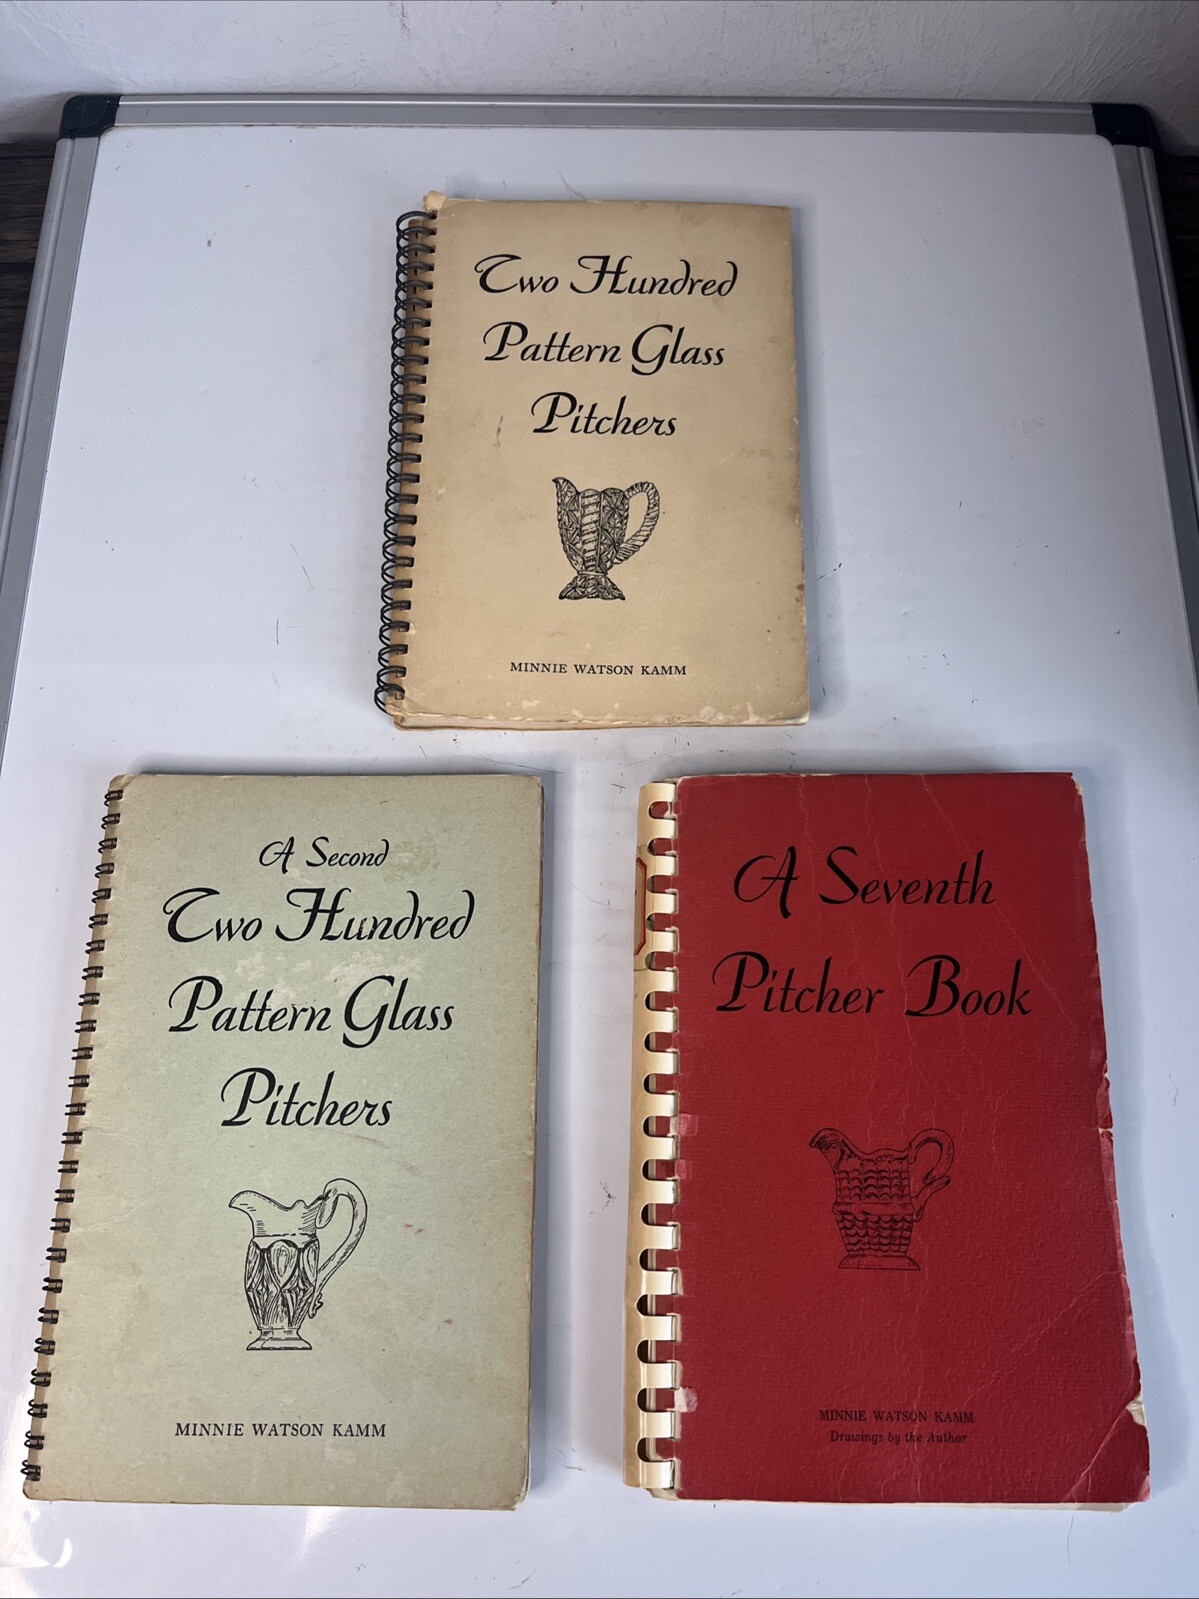 Two Hundred
Pattern Glass
Pitchers
MINNIE WATSON KAMM
A Second
Two Hundred
Pattern Glass
Pitchers
MINNIE WATSON KAMM
A Seventh
Pitcher Book
MINNIE WATSON KAMM
Drawings by the Author